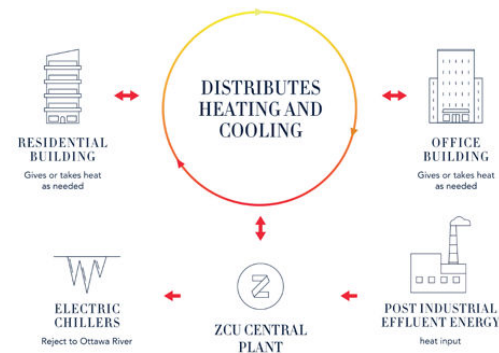 DISTRIBUTES
HEATING AND
COOLING
RESIDENTIAL
BUILDING
Gives or takes heat
as needed
OFFICE
BUILDING
Gives or takes heat
as needed
ELECTRIC
CHILLERS
Reject to Ottawa River
Z
ZCU CENTRAL
PLANT
POST INDUSTRIAL
EFFLUENT ENERGY
heat input